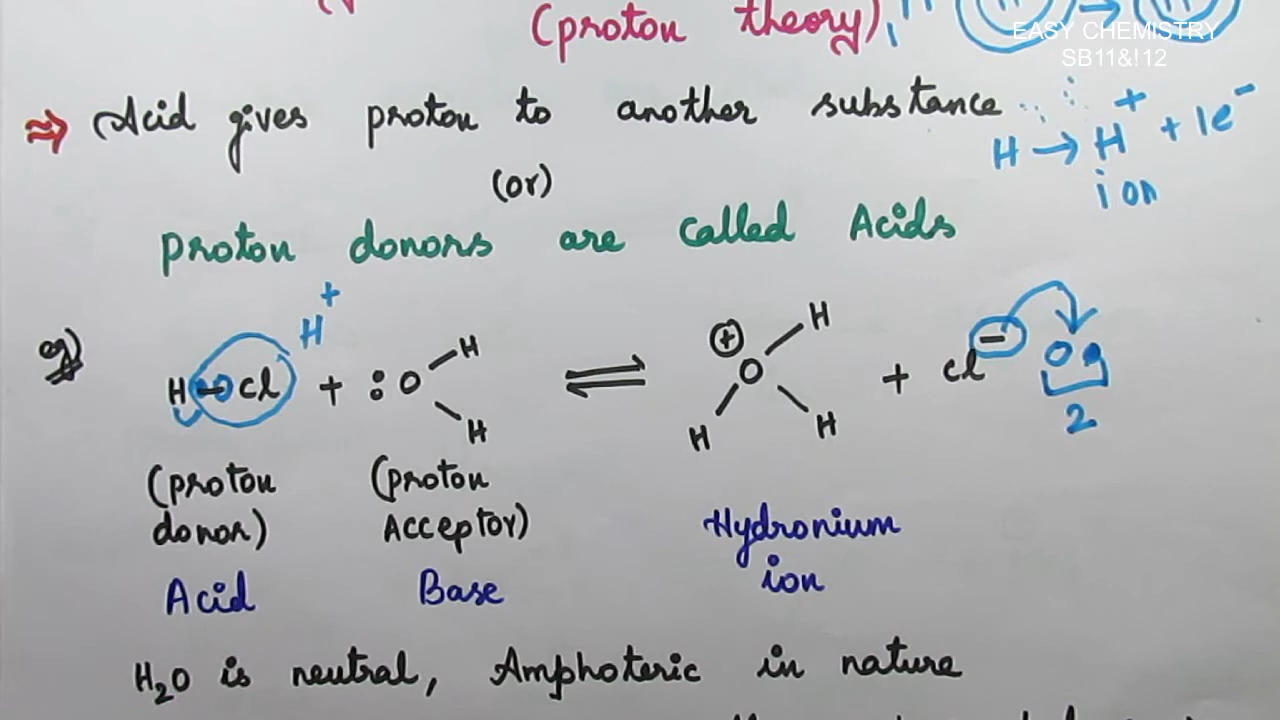 (proton theory)
EASY CHEMISTRY
SB11&!12
⇒ Acid gives proton to another substance
H → H⁺ + 1e⁻
ion
(or)
proton donors are called Acids
eg)
H⁺
H–Cl + :O H H ⇌ ⊕ O H H H + Cl⁻
2
(proton donor)
(proton Acceptor)
Hydronium ion
Acid
Base
H₂O is neutral, Amphoteric in nature